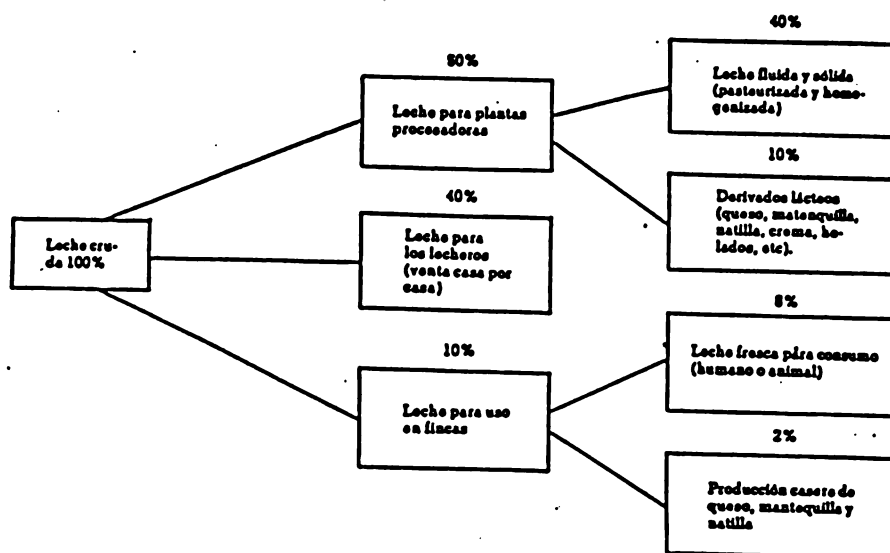 40%
50%
Leche fluida y sólida
(pasteurizada y homo-
genizada)
Leche para plantas
procesadoras
10%
40%
Derivados lácteos
(queso, matenquilla,
natilla, crema, he-
lados, etc).
Leche cru-
da 100%
Leche para
los lecheros
(venta casa por
casa)
8%
10%
Leche fresca para consumo
(humano o animal)
Leche para uso
en fincas
2%
Producción casera de
queso, mantequilla y
natilla